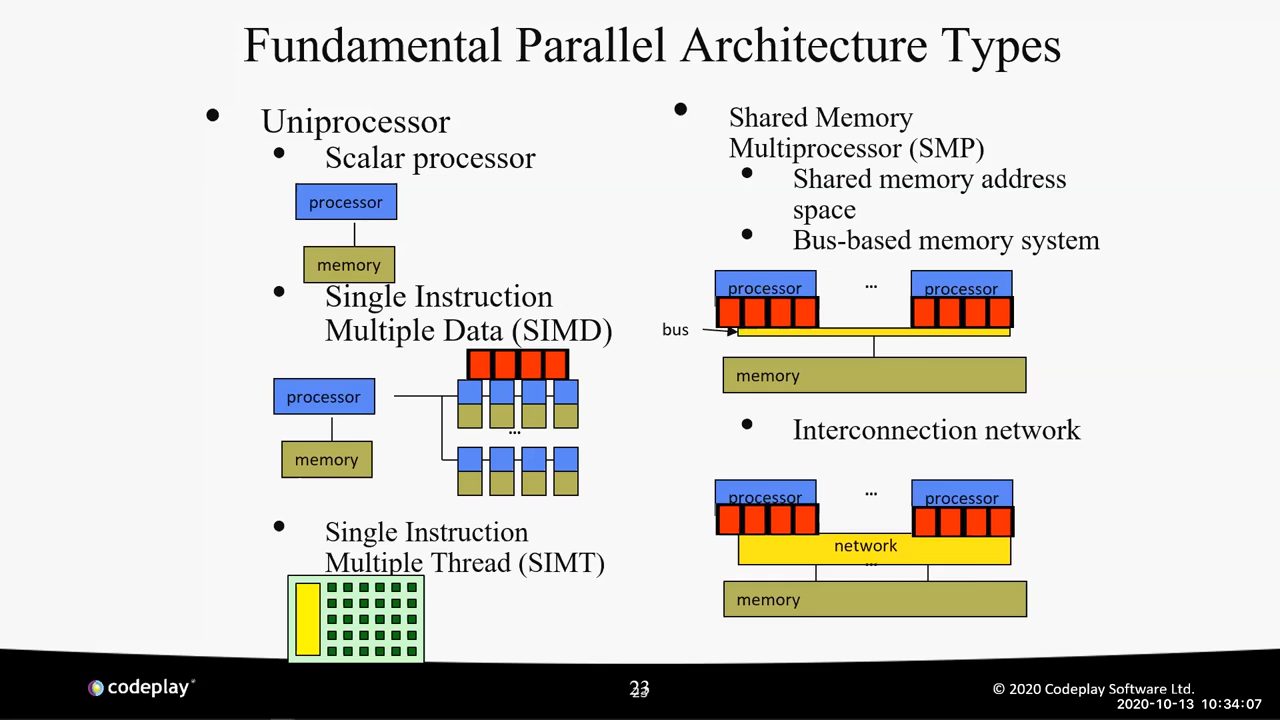 Fundamental Parallel Architecture Types
• Uniprocessor
• Scalar processor
processor
memory
• Single Instruction
Multiple Data (SIMD)
processor
memory
...
• Single Instruction
Multiple Thread (SIMT)
• Shared Memory
Multiprocessor (SMP)
• Shared memory address
space
• Bus-based memory system
processor ... processor
bus
memory
• Interconnection network
processor ... processor
network
...
memory
codeplay®
23
© 2020 Codeplay Software Ltd.
2020-10-13 10:34:07